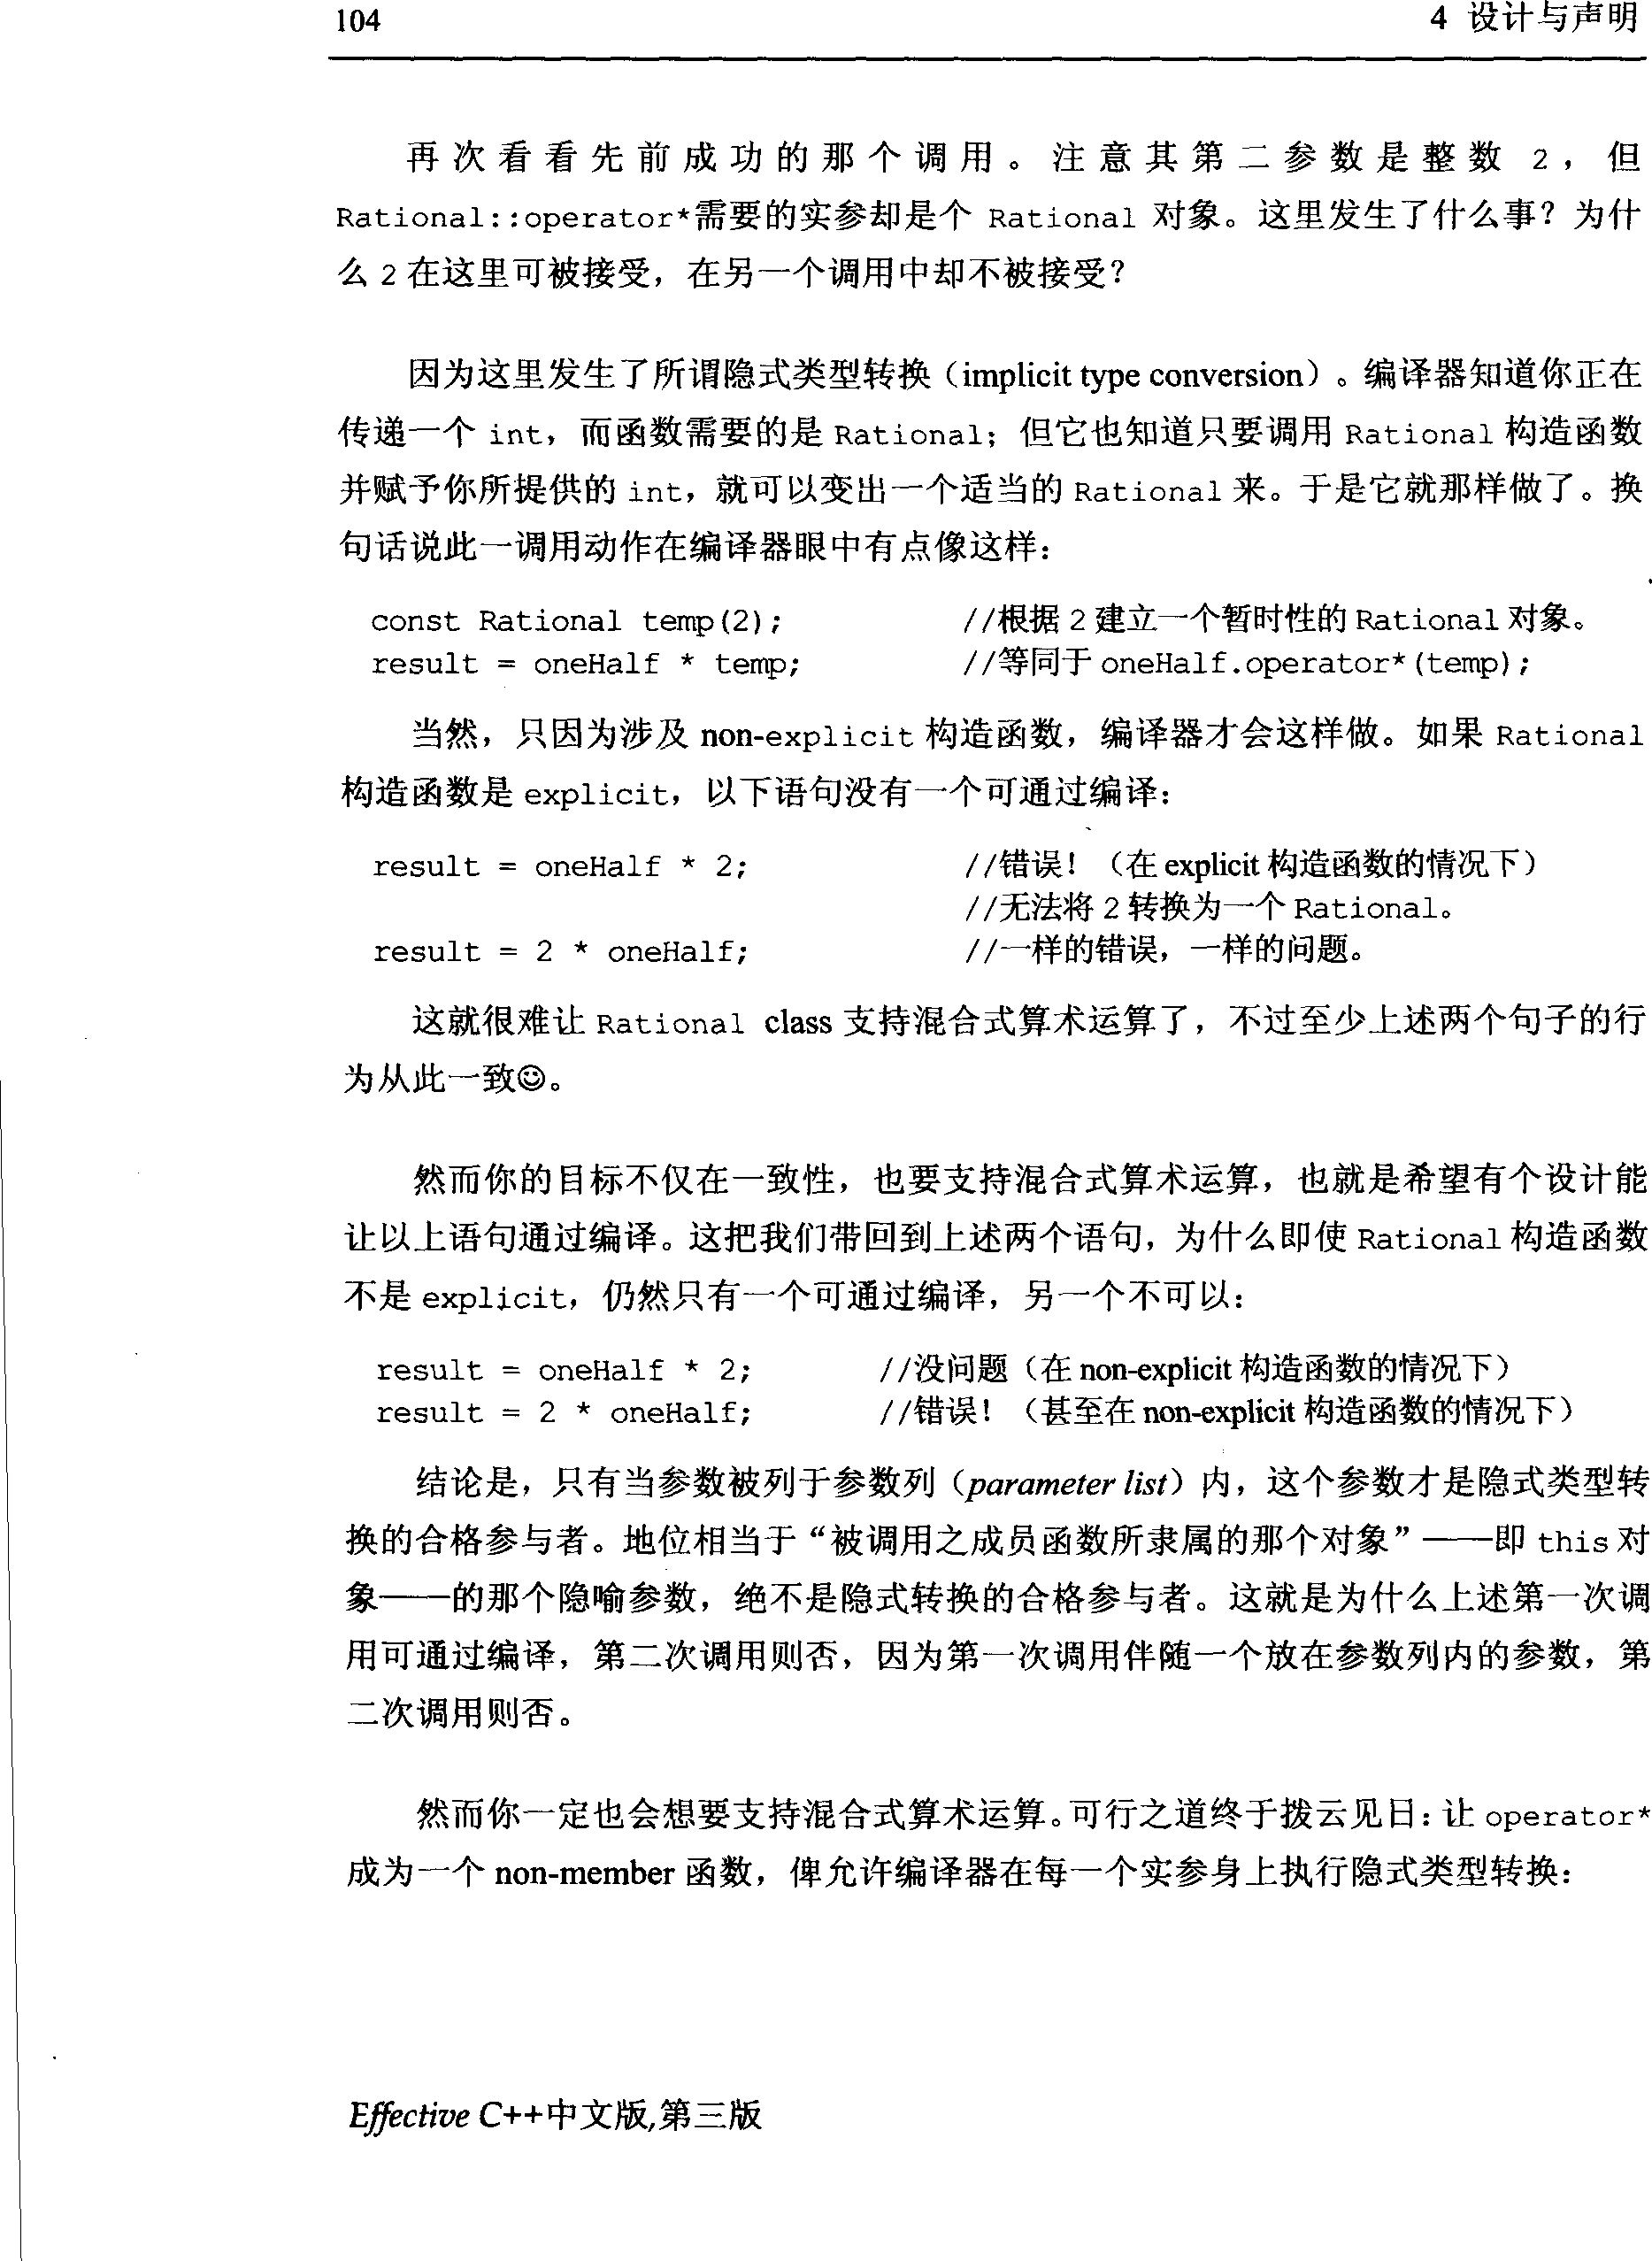 104
4 设计与声明
再次看看先前成功的那个调用。注意其第二参数是整数 2，但
Rational::operator*需要的实参却是个 Rational 对象。这里发生了什么事？为什
么 2 在这里可被接受，在另一个调用中却不被接受？
因为这里发生了所谓隐式类型转换（implicit type conversion）。编译器知道你正在
传递一个 int，而函数需要的是 Rational；但它也知道只要调用 Rational 构造函数
并赋予你所提供的 int，就可以变出一个适当的 Rational 来。于是它就那样做了。换
句话说此一调用动作在编译器眼中有点像这样：
const Rational temp(2); //根据 2 建立一个暂时性的 Rational 对象。
result = oneHalf * temp; //等同于 oneHalf.operator*(temp);
当然，只因为涉及 non-explicit 构造函数，编译器才会这样做。如果 Rational
构造函数是 explicit，以下语句没有一个可通过编译：
result = oneHalf * 2; //错误！（在 explicit 构造函数的情况下）
//无法将 2 转换为一个 Rational。
result = 2 * oneHalf; //一样的错误，一样的问题。
这就很难让 Rational class 支持混合式算术运算了，不过至少上述两个句子的行
为从此一致☺。
然而你的目标不仅在一致性，也要支持混合式算术运算，也就是希望有个设计能
让以上语句通过编译。这把我们带回到上述两个语句，为什么即使 Rational 构造函数
不是 explicit，仍然只有一个可通过编译，另一个不可以：
result = oneHalf * 2; //没问题（在 non-explicit 构造函数的情况下）
result = 2 * oneHalf; //错误！（甚至在 non-explicit 构造函数的情况下）
结论是，只有当参数被列于参数列（parameter list）内，这个参数才是隐式类型转
换的合格参与者。地位相当于“被调用之成员函数所隶属的那个对象”——即 this 对
象——的那个隐喻参数，绝不是隐式转换的合格参与者。这就是为什么上述第一次调
用可通过编译，第二次调用则否，因为第一次调用伴随一个放在参数列内的参数，第
二次调用则否。
然而你一定也会想要支持混合式算术运算。可行之道终于拨云见日：让 operator*
成为一个 non-member 函数，俾允许编译器在每一个实参身上执行隐式类型转换：
Effective C++中文版,第三版